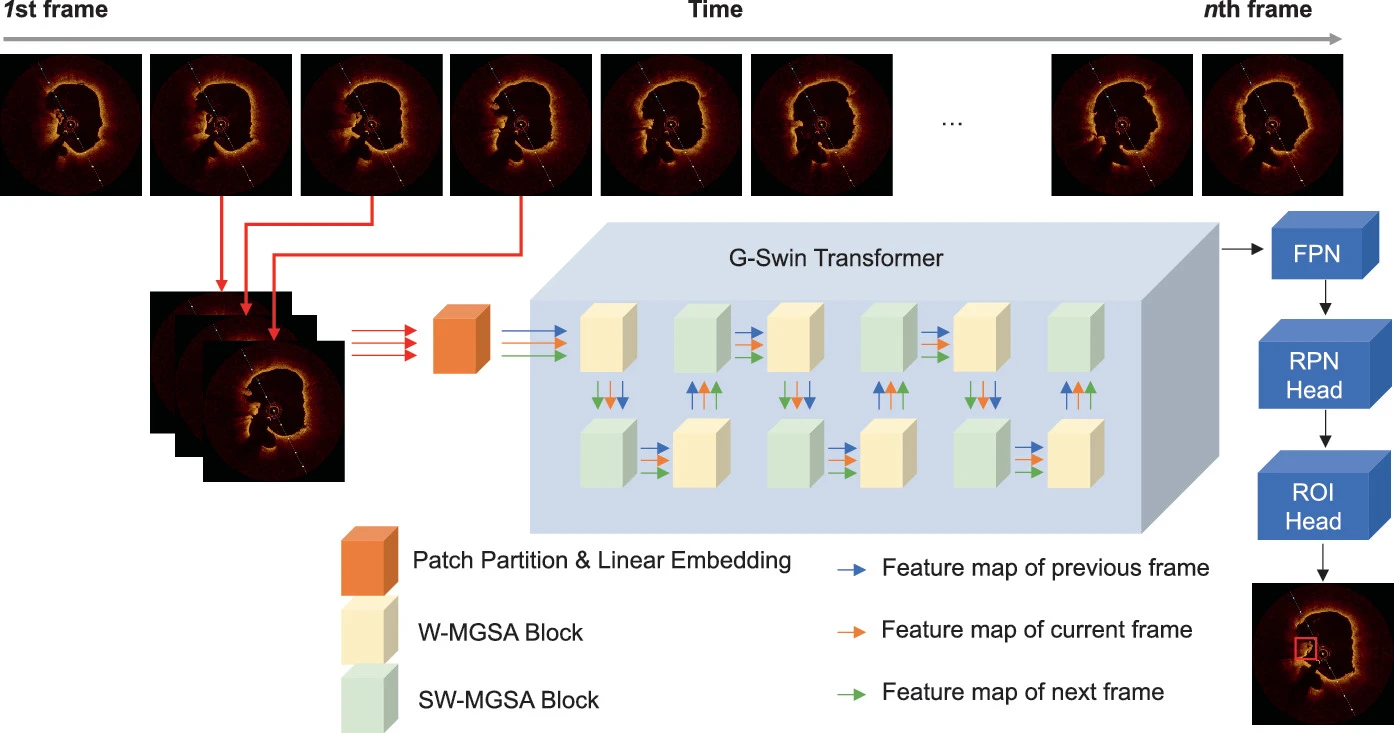 1st frame
Time
nth frame
...
G-Swin Transformer
FPN
RPN
Head
ROI
Head
Patch Partition & Linear Embedding
W-MGSA Block
SW-MGSA Block
Feature map of previous frame
Feature map of current frame
Feature map of next frame